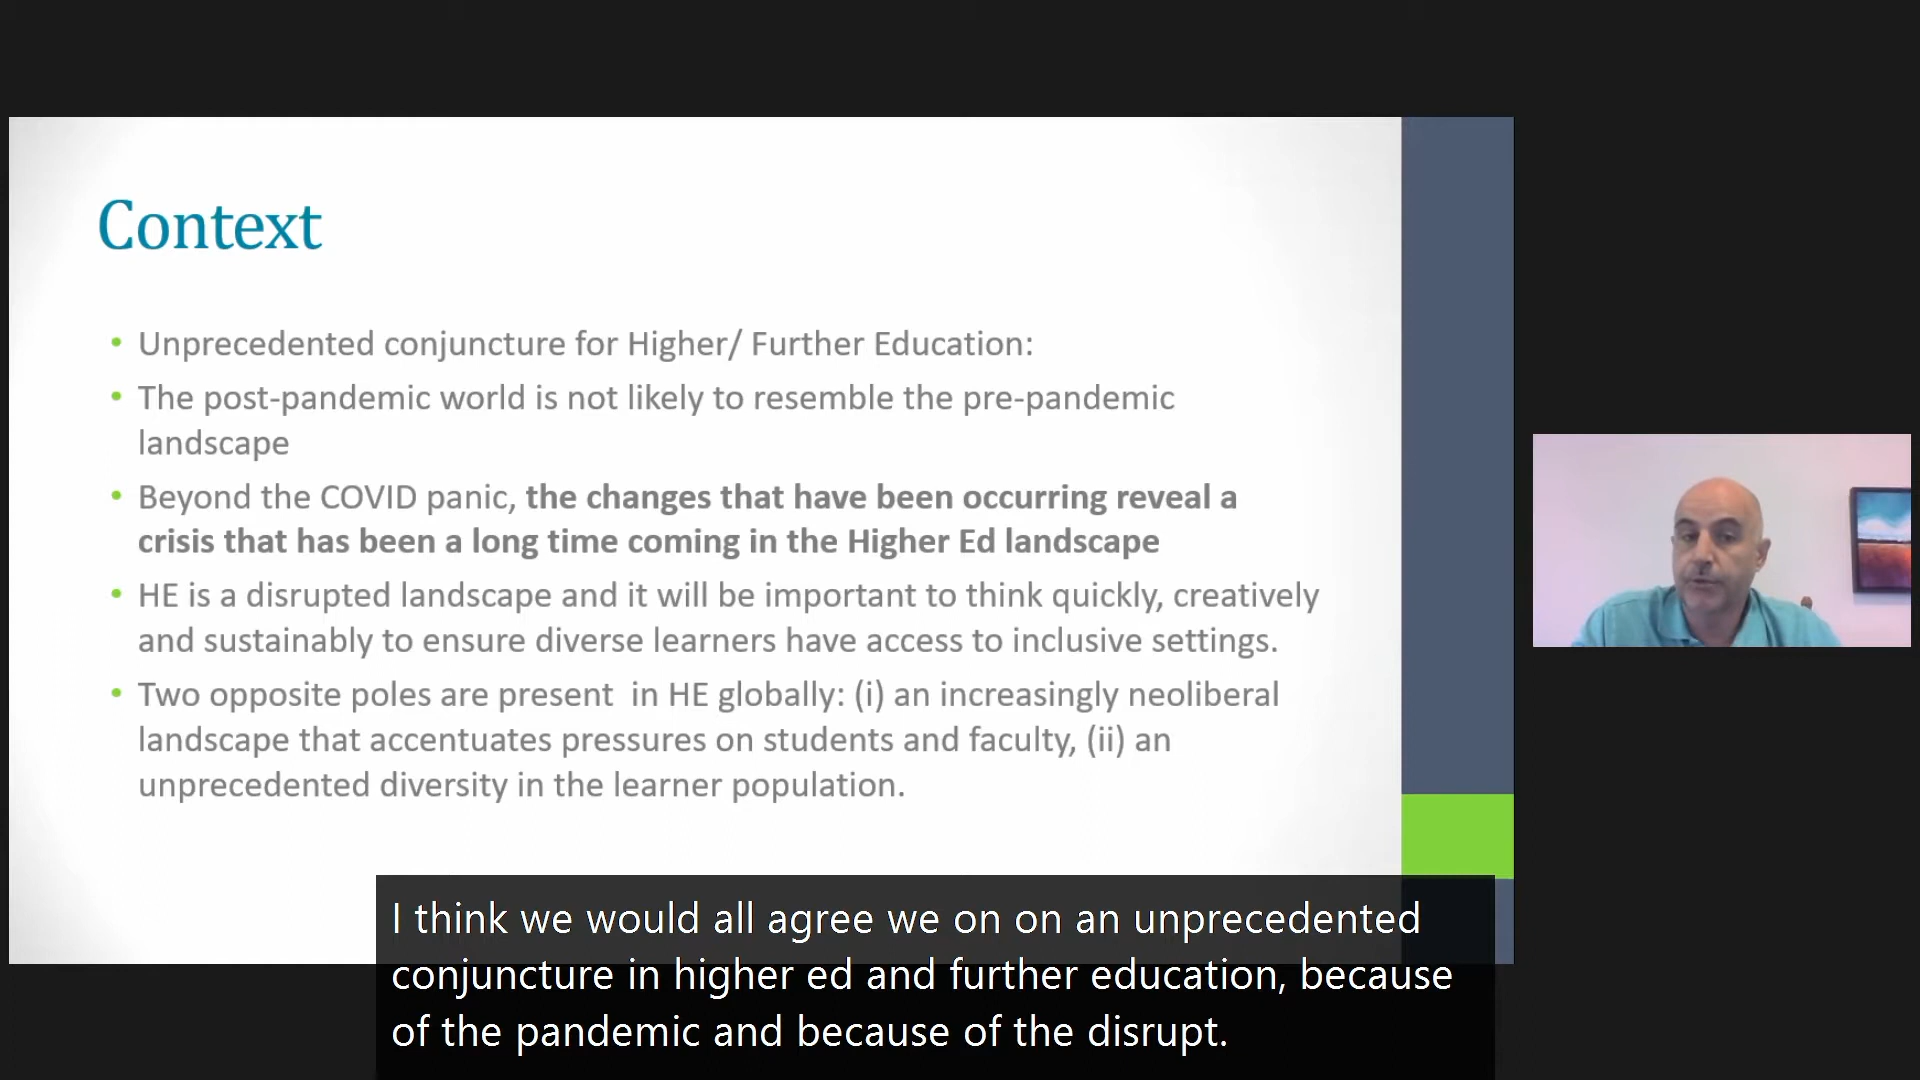 Context
• Unprecedented conjuncture for Higher/ Further Education:
• The post-pandemic world is not likely to resemble the pre-pandemic
landscape
• Beyond the COVID panic, the changes that have been occurring reveal a
crisis that has been a long time coming in the Higher Ed landscape
• HE is a disrupted landscape and it will be important to think quickly, creatively
and sustainably to ensure diverse learners have access to inclusive settings.
• Two opposite poles are present  in HE globally: (i) an increasingly neoliberal
landscape that accentuates pressures on students and faculty, (ii) an
unprecedented diversity in the learner population.
I think we would all agree we on on an unprecedented
conjuncture in higher ed and further education, because
of the pandemic and because of the disrupt.